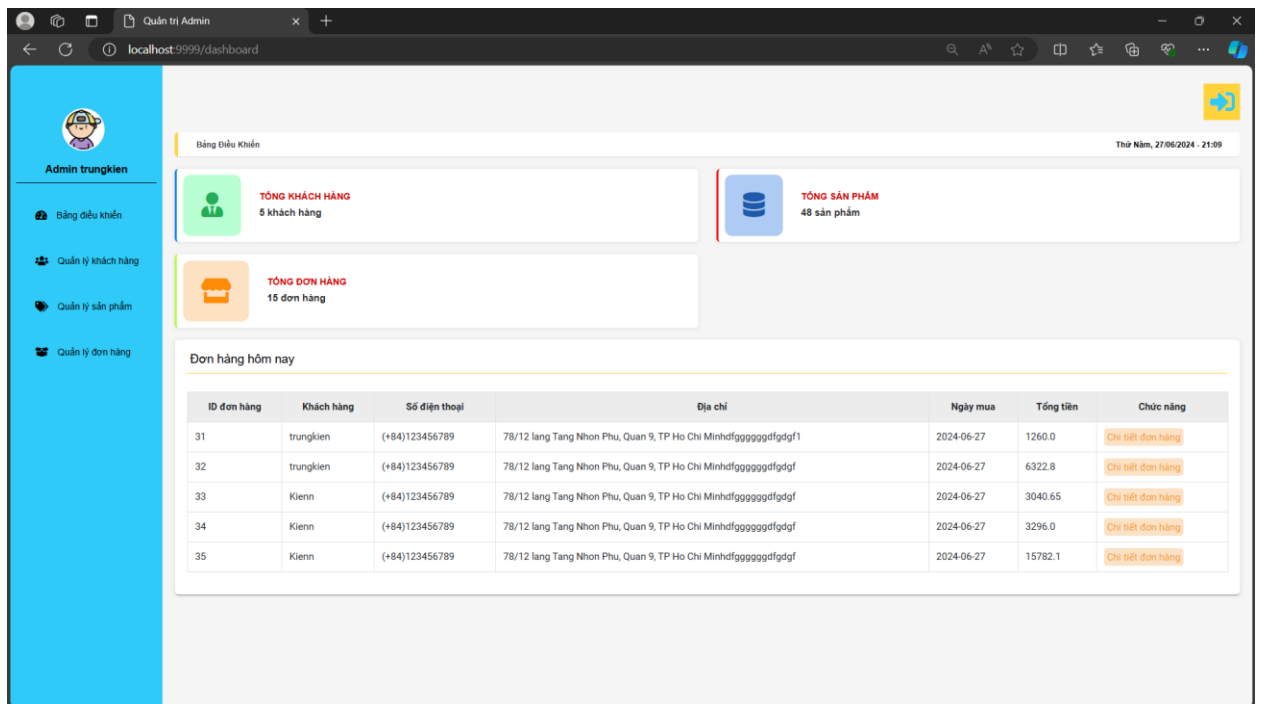 Quản trị Admin
localhost:9999/dashboard
Admin trungkien
Bảng điều khiển
Quản lý khách hàng
Quản lý sản phẩm
Quản lý đơn hàng
Bảng Điều Khiển
Thứ Năm, 27/06/2024 - 21:09
TỔNG KHÁCH HÀNG
5 khách hàng
TỔNG SẢN PHẨM
48 sản phẩm
TỔNG ĐƠN HÀNG
15 đơn hàng
Đơn hàng hôm nay
ID đơn hàng Khách hàng Số điện thoại Địa chỉ Ngày mua Tổng tiền Chức năng
31 trungkien (+84)123456789 78/12 lang Tang Nhon Phu, Quan 9, TP Ho Chi Minhdfggggggdfgdgf1 2024-06-27 1260.0 Chi tiết đơn hàng
32 trungkien (+84)123456789 78/12 lang Tang Nhon Phu, Quan 9, TP Ho Chi Minhdfggggggdfgdgf 2024-06-27 6322.8 Chi tiết đơn hàng
33 Kienn (+84)123456789 78/12 lang Tang Nhon Phu, Quan 9, TP Ho Chi Minhdfggggggdfgdgf 2024-06-27 3040.65 Chi tiết đơn hàng
34 Kienn (+84)123456789 78/12 lang Tang Nhon Phu, Quan 9, TP Ho Chi Minhdfggggggdfgdgf 2024-06-27 3296.0 Chi tiết đơn hàng
35 Kienn (+84)123456789 78/12 lang Tang Nhon Phu, Quan 9, TP Ho Chi Minhdfggggggdfgdgf 2024-06-27 15782.1 Chi tiết đơn hàng